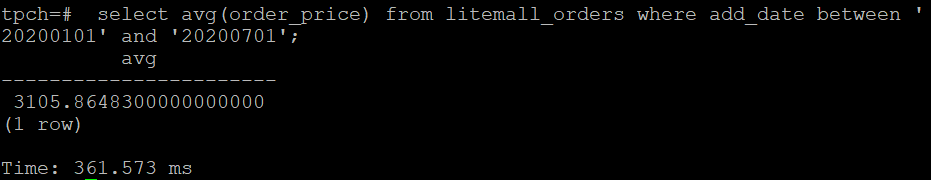 tpch=#  select avg(order_price) from litemall_orders where add_date between '
20200101' and '20200701';
          avg
-----------------------
 3105.8648300000000000
(1 row)

Time: 361.573 ms